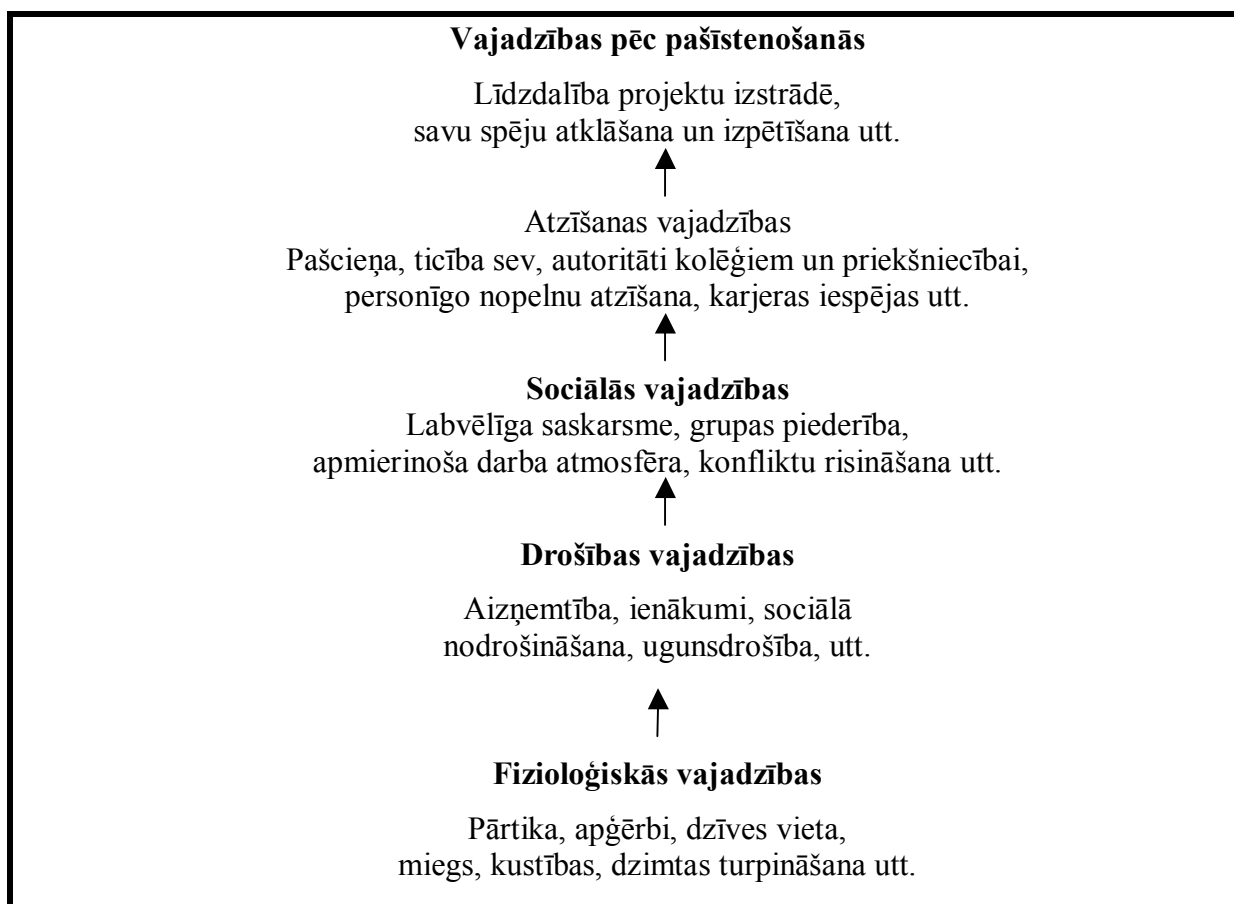 Vajadzības pēc pašīstenošanās
Līdzdalība projektu izstrādē,
savu spēju atklāšana un izpētīšana utt.
Atzīšanas vajadzības
Pašcieņa, ticība sev, autoritāti kolēģiem un priekšniecībai,
personīgo nopelnu atzīšana, karjeras iespējas utt.
Sociālās vajadzības
Labvēlīga saskarsme, grupas piederība,
apmierinoša darba atmosfēra, konfliktu risināšana utt.
Drošības vajadzības
Aizņemtība, ienākumi, sociālā
nodrošināšana, ugunsdrošība, utt.
Fizioloģiskās vajadzības
Pārtika, apģērbi, dzīves vieta,
miegs, kustības, dzimtas turpināšana utt.